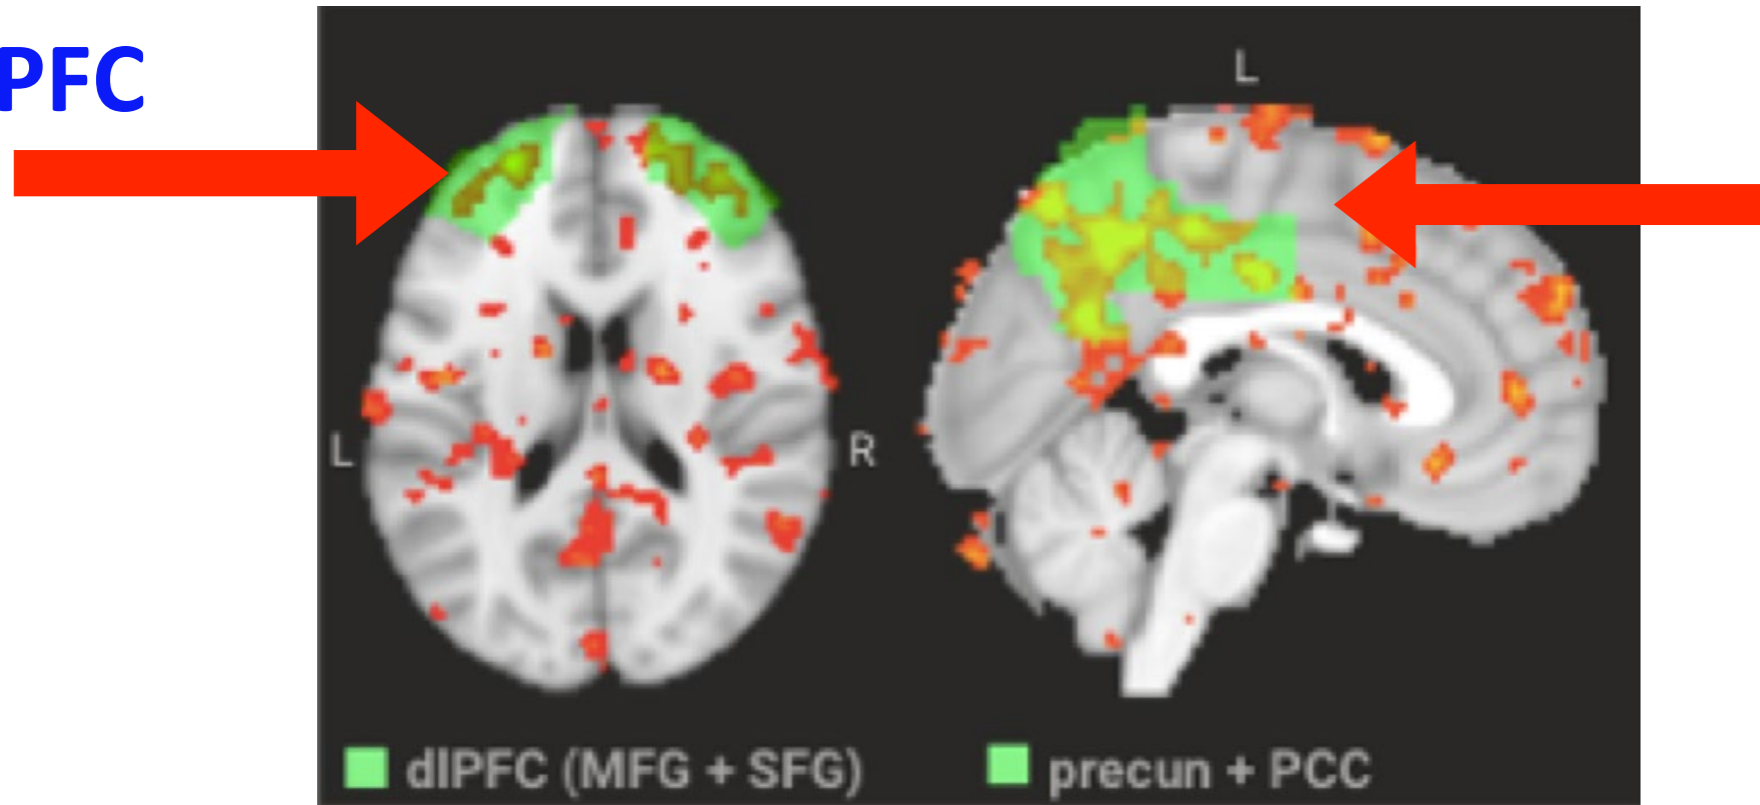 PFC
L
L
R
dlPFC (MFG + SFG)
precun + PCC